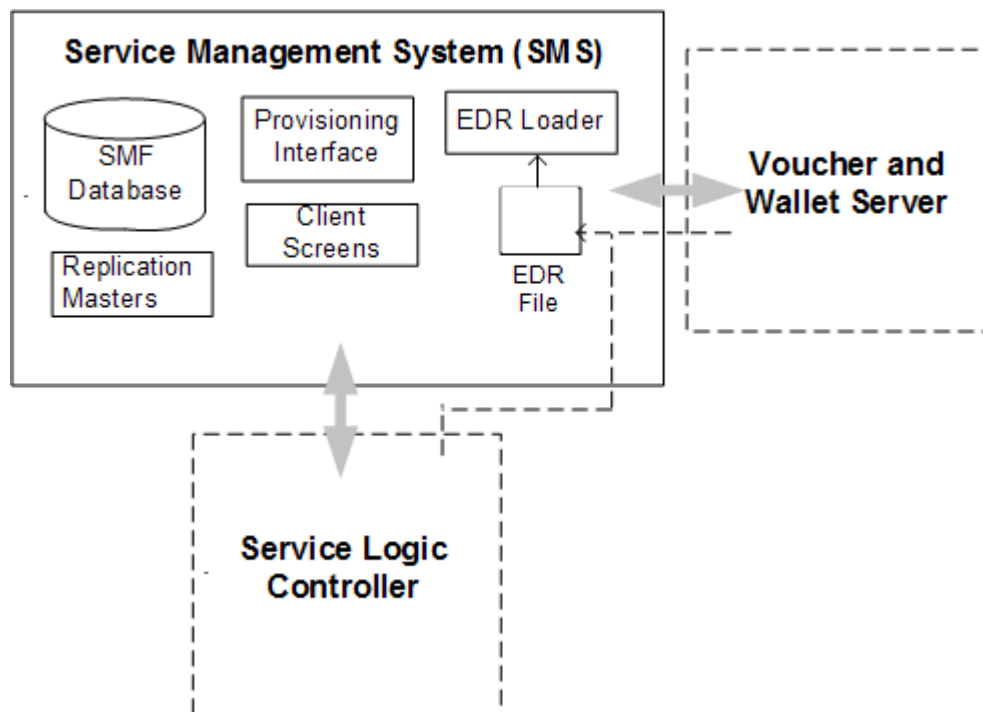 Service Management System (SMS)
SMF
Database
Provisioning
Interface
EDR Loader
Client
Screens
Replication
Masters
EDR
File
Voucher and
Wallet Server
Service Logic
Controller